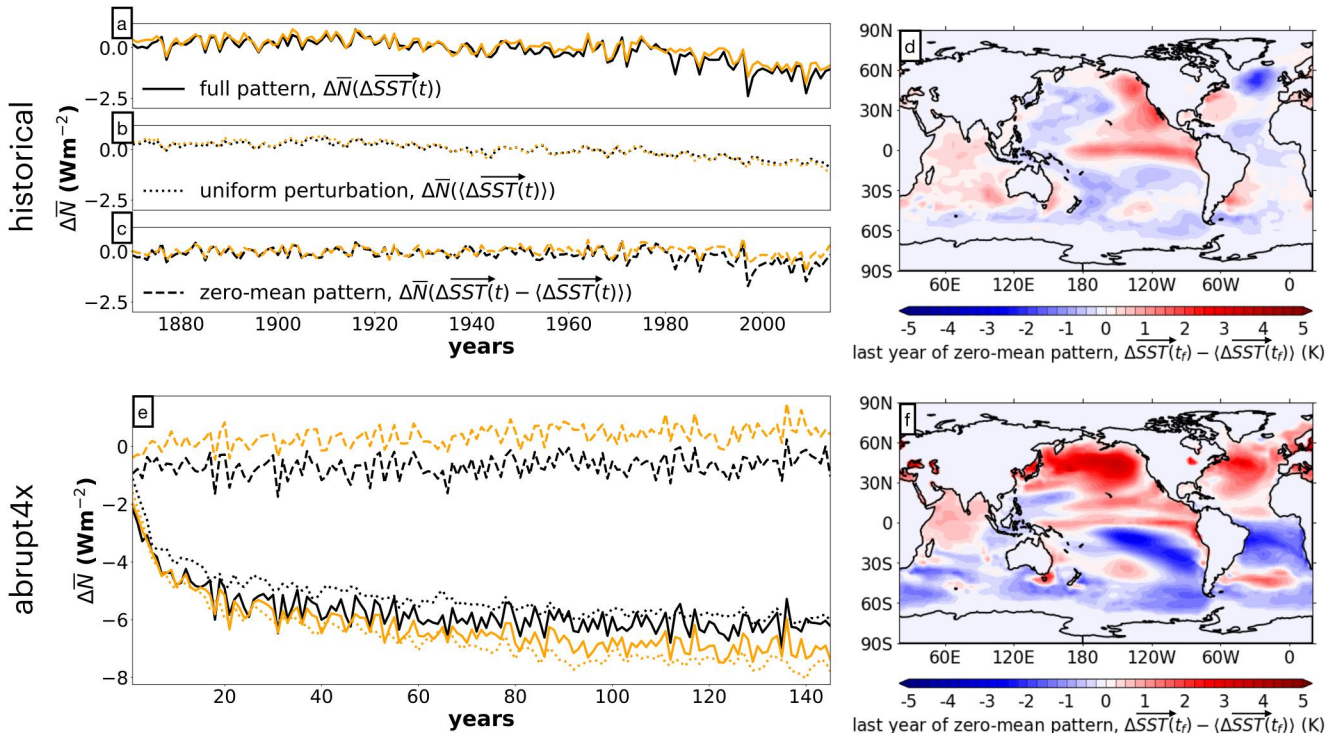 historical
ΔN̅ (Wm⁻²)
a
0.0
−2.5
full pattern, ΔN̅(ΔSST⃗(t))
b
0.0
−2.5
uniform perturbation, ΔN̅(⟨ΔSST⃗(t)⟩)
c
0.0
−2.5
zero-mean pattern, ΔN̅(ΔSST⃗(t) − ⟨ΔSST⃗(t)⟩)
1880 1900 1920 1940 1960 1980 2000
years
d
90N
60N
30N
0
30S
60S
90S
60E 120E 180 120W 60W 0
-5 -4 -3 -2 -1 0 1 2 3 4 5
last year of zero-mean pattern, ΔSST⃗(t_f) − ⟨ΔSST⃗(t_f)⟩ (K)
abrupt4x
ΔN̅ (Wm⁻²)
e
0
−2
−4
−6
−8
20 40 60 80 100 120 140
years
f
90N
60N
30N
0
30S
60S
90S
60E 120E 180 120W 60W 0
-5 -4 -3 -2 -1 0 1 2 3 4 5
last year of zero-mean pattern, ΔSST⃗(t_f) − ⟨ΔSST⃗(t_f)⟩ (K)